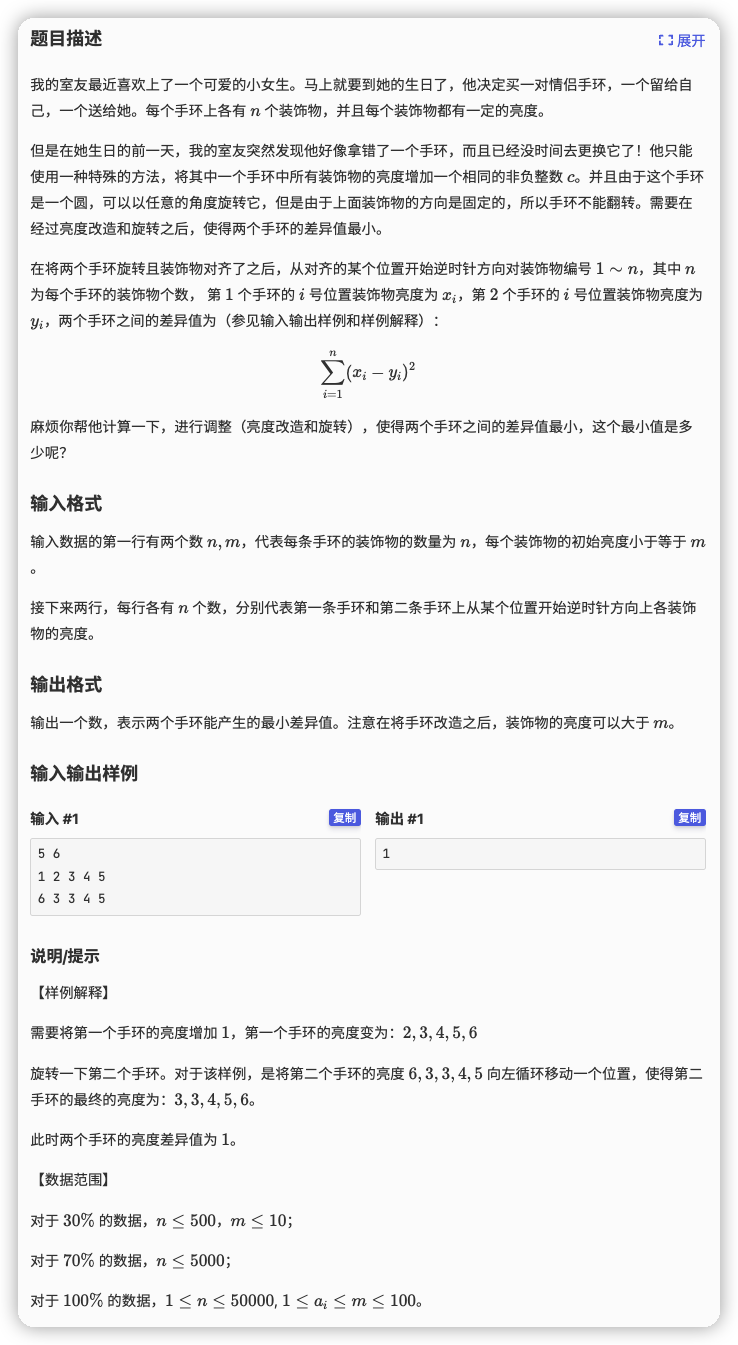 题目描述
展开
我的室友最近喜欢上了一个可爱的小女生。马上就要到她的生日了，他决定买一对情侣手环，一个留给自
己，一个送给她。每个手环上各有 n 个装饰物，并且每个装饰物都有一定的亮度。
但是在她生日的前一天，我的室友突然发现他好像拿错了一个手环，而且已经没时间去更换它了！他只能
使用一种特殊的方法，将其中一个手环中所有装饰物的亮度增加一个相同的非负整数 c。并且由于这个手环
是一个圆，可以以任意的角度旋转它，但是由于上面装饰物的方向是固定的，所以手环不能翻转。需要在
经过亮度改造和旋转之后，使得两个手环的差异值最小。
在将两个手环旋转且装饰物对齐了之后，从对齐的某个位置开始逆时针方向对装饰物编号 1 ∼ n，其中 n
为每个手环的装饰物个数， 第 1 个手环的 i 号位置装饰物亮度为 x_i，第 2 个手环的 i 号位置装饰物亮度为
y_i，两个手环之间的差异值为（参见输入输出样例和样例解释）：
\sum_{i=1}^{n}(x_i − y_i)^2
麻烦你帮他计算一下，进行调整（亮度改造和旋转），使得两个手环之间的差异值最小，这个最小值是多
少呢？
输入格式
输入数据的第一行有两个数 n, m，代表每条手环的装饰物的数量为 n，每个装饰物的初始亮度小于等于 m
。
接下来两行，每行各有 n 个数，分别代表第一条手环和第二条手环上从某个位置开始逆时针方向上各装饰
物的亮度。
输出格式
输出一个数，表示两个手环能产生的最小差异值。注意在将手环改造之后，装饰物的亮度可以大于 m。
输入输出样例
输入 #1
复制
5 6
1 2 3 4 5
6 3 3 4 5
输出 #1
复制
1
说明/提示
【样例解释】
需要将第一个手环的亮度增加 1，第一个手环的亮度变为：2, 3, 4, 5, 6
旋转一下第二个手环。对于该样例，是将第二个手环的亮度 6, 3, 3, 4, 5 向左循环移动一个位置，使得第二
手环的最终的亮度为：3, 3, 4, 5, 6。
此时两个手环的亮度差异值为 1。
【数据范围】
对于 30% 的数据，n ≤ 500，m ≤ 10；
对于 70% 的数据，n ≤ 5000；
对于 100% 的数据，1 ≤ n ≤ 50000, 1 ≤ a_i ≤ m ≤ 100。